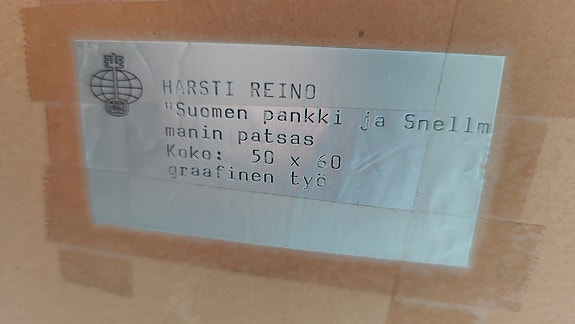 HARSTI REINO
"Suomen pankki ja Snellm
manin patsas
Koko: 50 x 60
graafinen työ